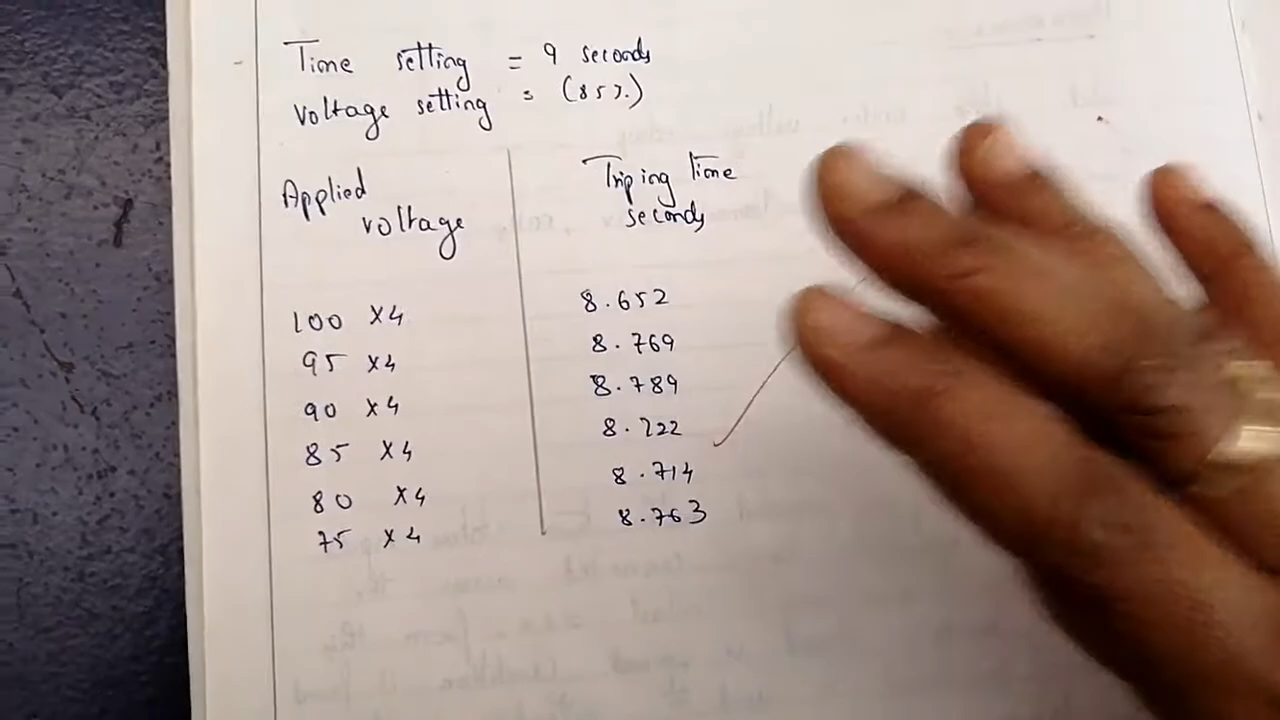 Time setting = 9 seconds
Voltage setting = (85%)
Applied voltage
Triping Time seconds
100 x4 8.652
95 x4 8.769
90 x4 8.789
85 x4 8.722
80 x4 8.714
75 x4 8.763